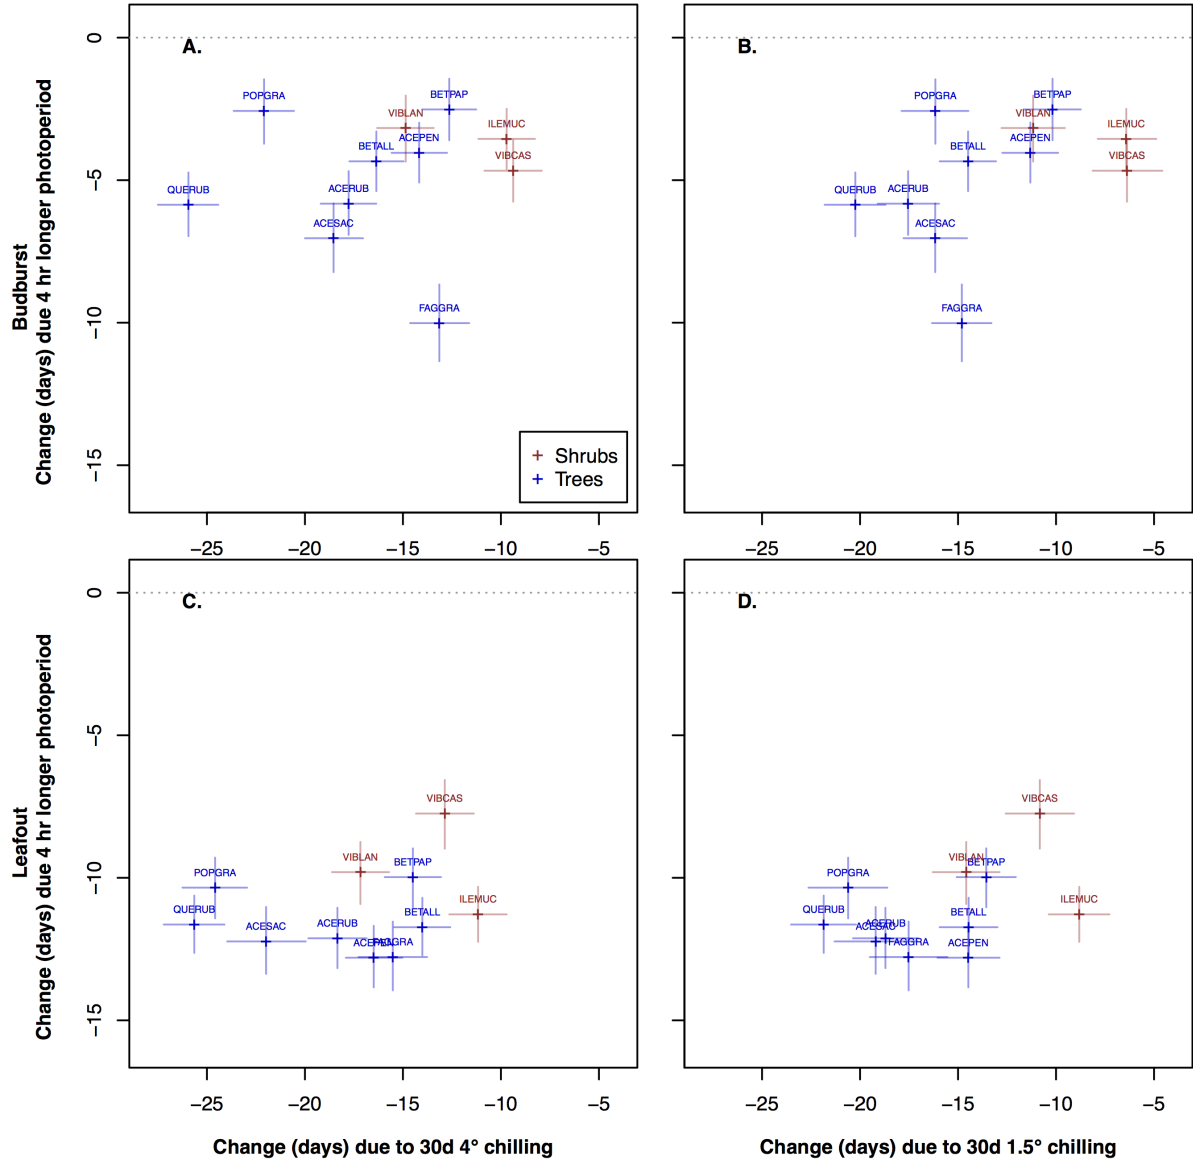 A.
B.
0
POPGRA
BETPAP
VIBLAN
ILEMUC
ACEPEN
BETALL
VIBCAS
QUERUB
ACERUB
ACESAC
FAGGRA
−5
−10
−15
Shrubs
Trees
Budburst
Change (days) due 4 hr longer photoperiod
POPGRA
BETPAP
VIBLAN
ILEMUC
ACEPEN
BETALL
VIBCAS
QUERUB
ACERUB
ACESAC
FAGGRA
−25 −20 −15 −10 −5
−25 −20 −15 −10 −5
C.
D.
0
−5
−10
−15
Leafout
Change (days) due 4 hr longer photoperiod
VIBCAS
VIBLAN
BETPAP
POPGRA
ILEMUC
QUERUB
BETALL
ACESAC
ACERUB
ACEPEN
FAGGRA
VIBCAS
VIBLAN
BETPAP
POPGRA
ILEMUC
QUERUB
BETALL
ACERUB
ACESAC
FAGGRA
ACEPEN
−25 −20 −15 −10 −5
−25 −20 −15 −10 −5
Change (days) due to 30d 4° chilling
Change (days) due to 30d 1.5° chilling